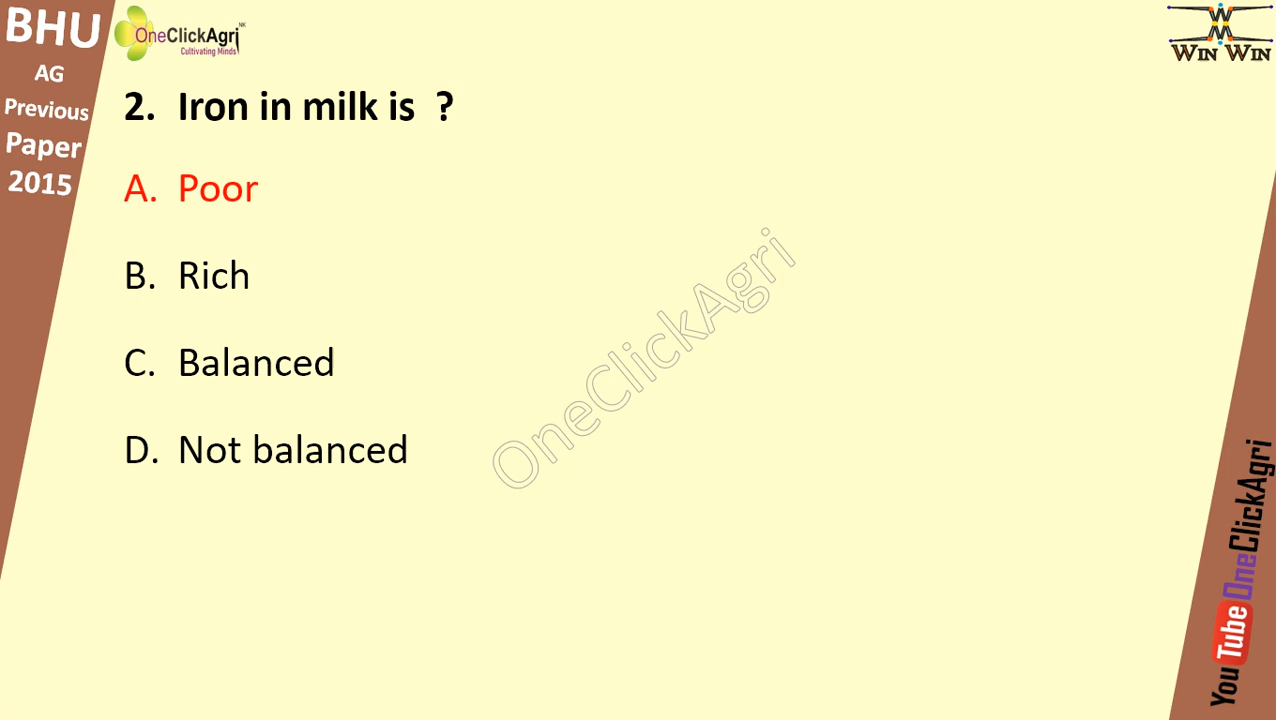 BHU
AG
Previous
Paper
2015
OneClickAgri NK
Cultivating Minds
WIN WIN
2. Iron in milk is ?
A. Poor
B. Rich
C. Balanced
D. Not balanced
OneClickAgri
YouTube OneClickAgri